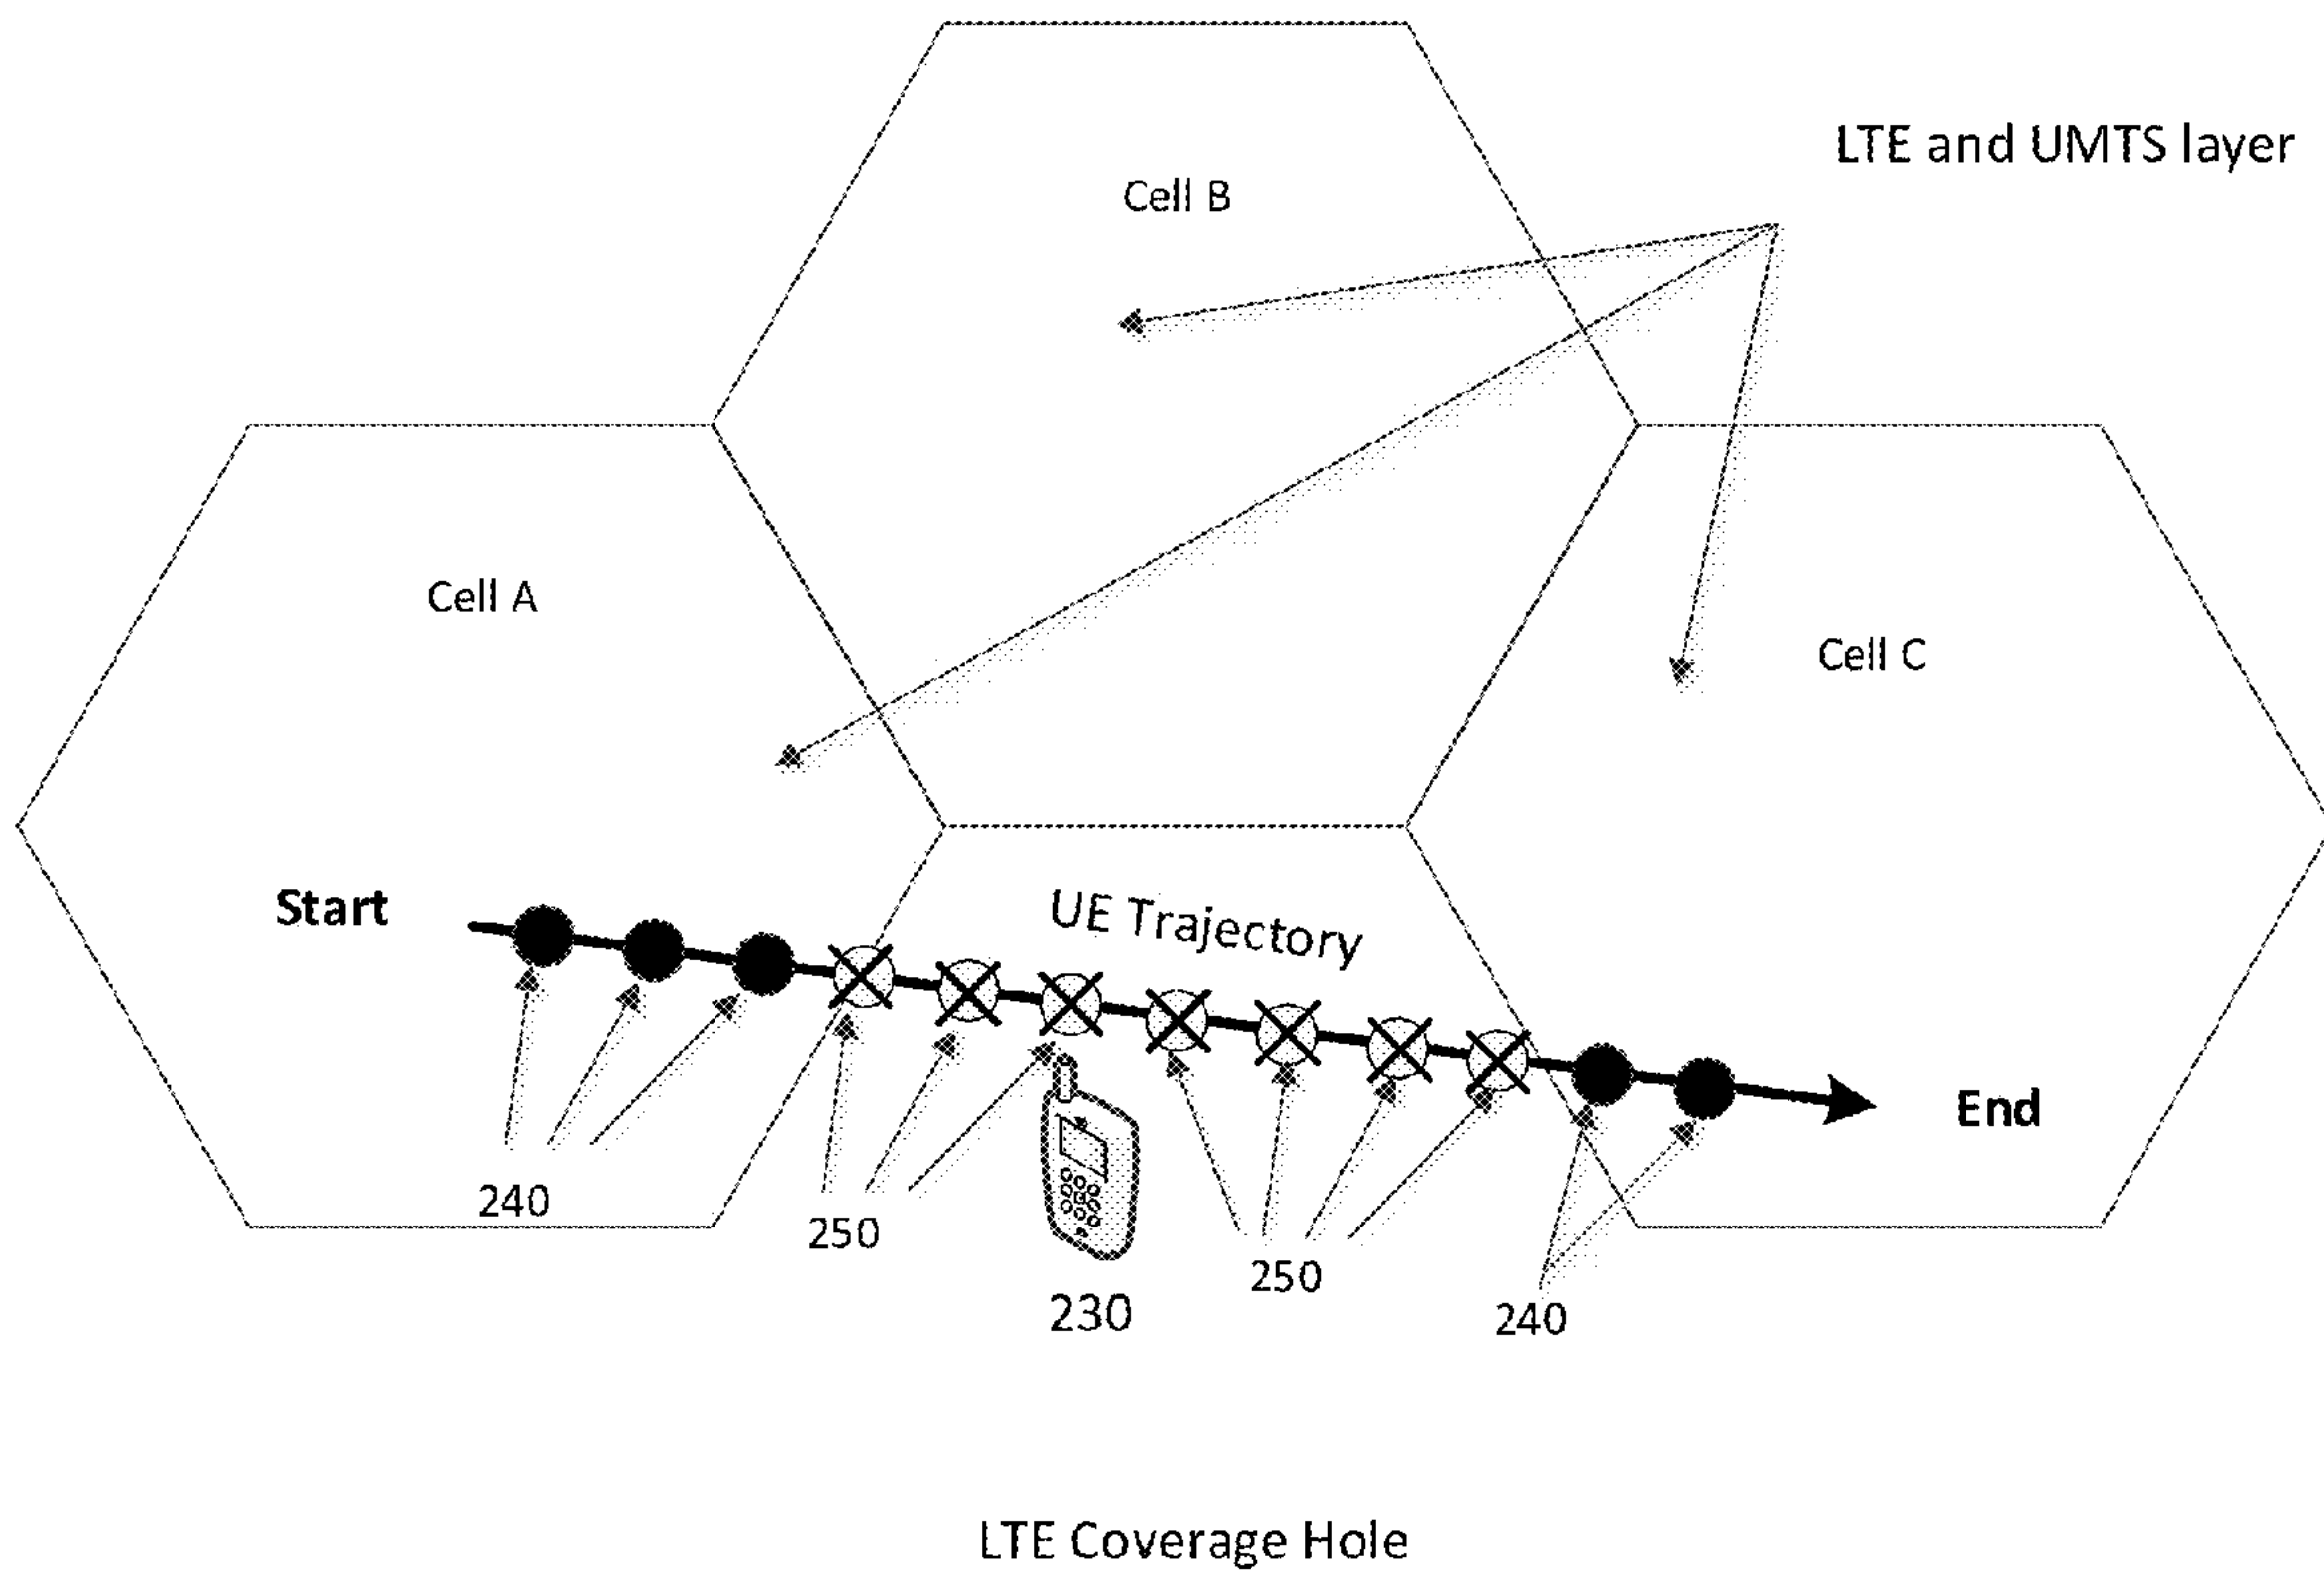 LTE and UMTS layer
Cell B
Cell A
Cell C
Start
UE Trajectory
End
240
250
230
250
240
LTE Coverage Hole